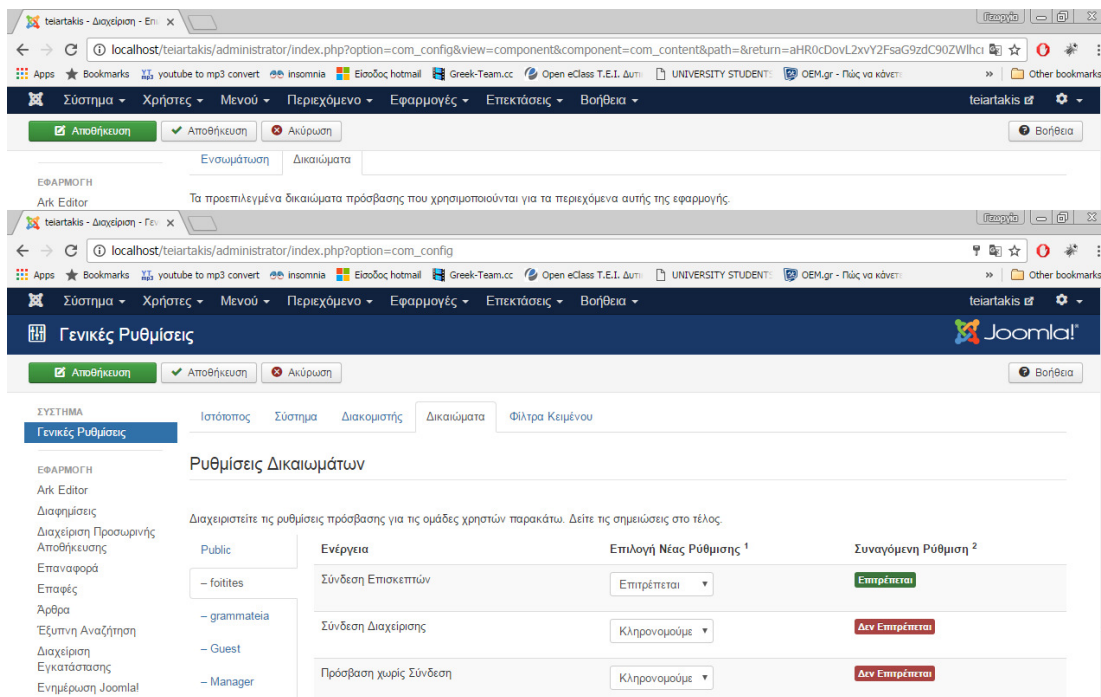 teiartakis - Διαχείριση - Επι
Γεωργία
localhost/teiartakis/administrator/index.php?option=com_config&view=component&component=com_content&path=&return=
Apps Bookmarks youtube to mp3 convert insomnia Είσοδος hotmail Greek-Team.cc Open eClass T.E.I. Δυτι UNIVERSITY STUDENT OEM.gr - Πώς να κάνετε » Other bookmarks
Σύστημα Χρήστες Μενού Περιεχόμενο Εφαρμογές Επεκτάσεις Βοήθεια teiartakis
Αποθήκευση Αποθήκευση Ακύρωση Βοήθεια
Ενσωμάτωση Δικαιώματα
ΕΦΑΡΜΟΓΗ
Ark Editor
Τα προεπιλεγμένα δικαιώματα πρόσβασης που χρησιμοποιούνται για τα περιεχόμενα αυτής της εφαρμογής.
teiartakis - Διαχείριση - Γεν
Γεωργία
localhost/teiartakis/administrator/index.php?option=com_config
Apps Bookmarks youtube to mp3 convert insomnia Είσοδος hotmail Greek-Team.cc Open eClass T.E.I. Δυτι UNIVERSITY STUDENT OEM.gr - Πώς να κάνετε » Other bookmarks
Σύστημα Χρήστες Μενού Περιεχόμενο Εφαρμογές Επεκτάσεις Βοήθεια teiartakis
Γενικές Ρυθμίσεις Joomla!
Αποθήκευση Αποθήκευση Ακύρωση Βοήθεια
ΣΥΣΤΗΜΑ
Γενικές Ρυθμίσεις
Ιστότοπος Σύστημα Διακομιστής Δικαιώματα Φίλτρα Κειμένου
ΕΦΑΡΜΟΓΗ
Ark Editor
Διαφημίσεις
Διαχείριση Προσωρινής
Αποθήκευσης
Επαναφορά
Επαφές
Άρθρα
Έξυπνη Αναζήτηση
Διαχείριση
Εγκατάστασης
Ενημέρωση Joomla!
Ρυθμίσεις Δικαιωμάτων
Διαχειριστείτε τις ρυθμίσεις πρόσβασης για τις ομάδες χρηστών παρακάτω. Δείτε τις σημειώσεις στο τέλος.
Public
– foitites
– grammateia
– Guest
– Manager
Ενέργεια Επιλογή Νέας Ρύθμισης 1 Συναγόμενη Ρύθμιση 2
Σύνδεση Επισκεπτών Επιτρέπεται Επιτρέπεται
Σύνδεση Διαχείρισης Κληρονομούμε Δεν Επιτρέπεται
Πρόσβαση χωρίς Σύνδεση Κληρονομούμε Δεν Επιτρέπεται